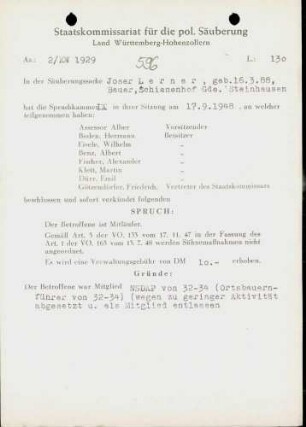 Staatskommissariat für die pol. Säuberung
Land Württemberg-Hohenzollern
Az: 2/ 1929 596 L: 130
In der Säuberungssache Josef Lerner, geb.16.3.88,
Bauer, Schienenhof Gde. Steinhausen
hat die Spruchkammer IX in ihrer Sitzung am 17.9.1948, an welcher
teilgenommen haben:
Assessor Alber Vorsitzender
Boden, Hermann Beisitzer
Eisele, Wilhelm "
Benz, Albert "
Fischer, Alexander "
Klett, Martin "
Dürr, Emil "
Götzendörfer, Friedrich, Vertreter des Staatskommissars
beschlossen und sofort verkündet folgenden
SPRUCH:
Der Betroffene ist Mitläufer.
Gemäß Art. 5 der VO. 133 vom 17. 11. 47 in der Fassung des
Art. 1 der VO. 165 vom 13. 7. 48 werden Sühnemaßnahmen nicht
angeordnet.
Es wird eine Verwaltungsgebühr von DM 10.- erhoben.
Gründe:
Der Betroffene war Mitglied NSDAP von 32-34 (Ortsbauern-
führer von 32-34) (wegen zu geringer Aktivität
abgesetzt u. als Mitglied entlassen